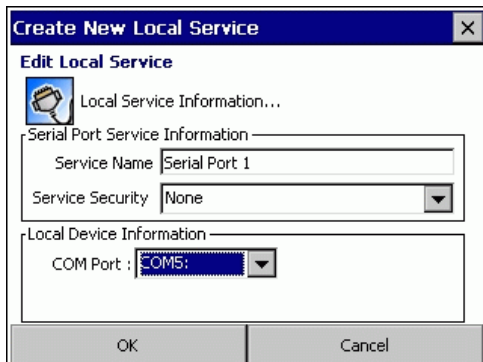 Create New Local Service
Edit Local Service
Local Service Information...
Serial Port Service Information
Service Name Serial Port 1
Service Security None
Local Device Information
COM Port : COM5:
OK Cancel